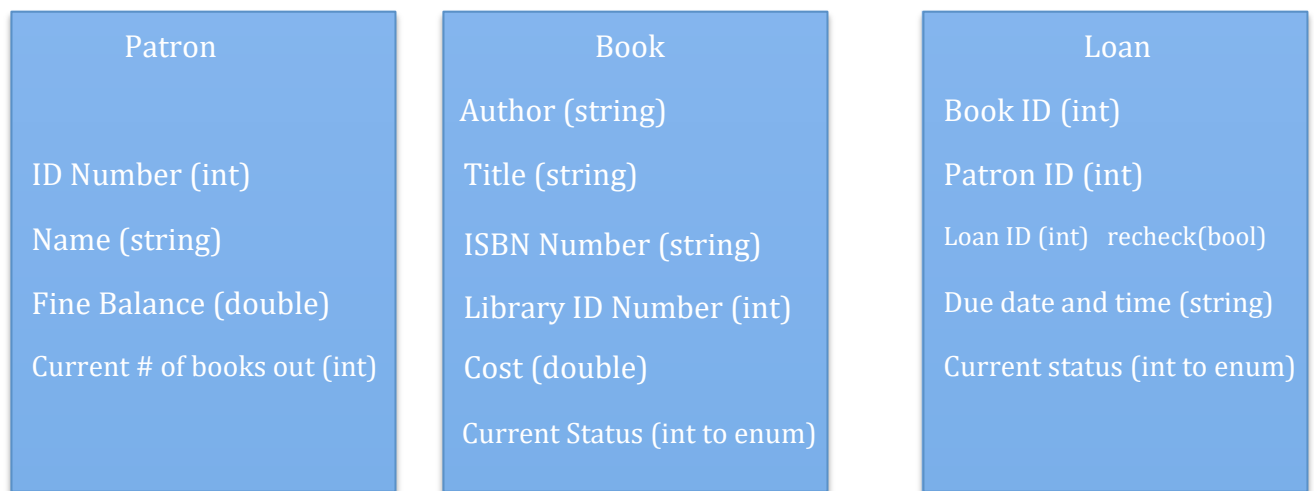 Patron
ID Number (int)
Name (string)
Fine Balance (double)
Current # of books out (int)
Book
Author (string)
Title (string)
ISBN Number (string)
Library ID Number (int)
Cost (double)
Current Status (int to enum)
Loan
Book ID (int)
Patron ID (int)
Loan ID (int) recheck(bool)
Due date and time (string)
Current status (int to enum)